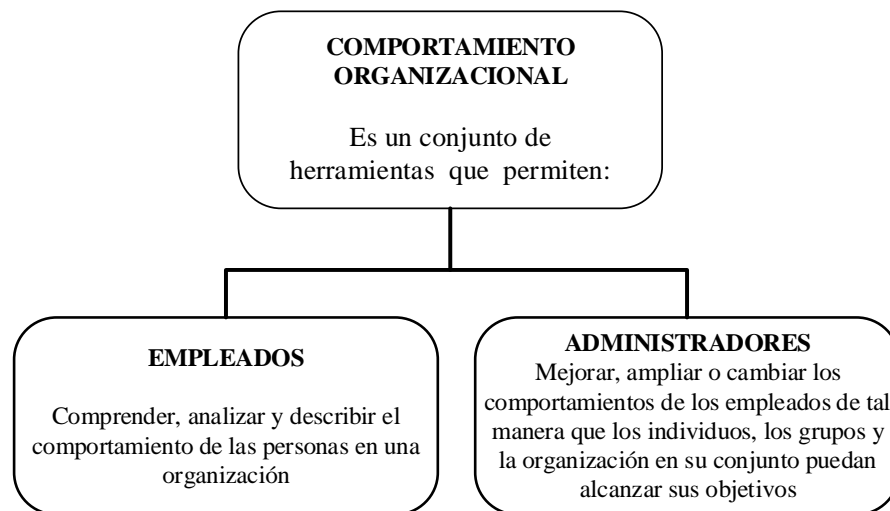 COMPORTAMIENTO
ORGANIZACIONAL
Es un conjunto de
herramientas que permiten:
EMPLEADOS
Comprender, analizar y describir el
comportamiento de las personas en una
organización
ADMINISTRADORES
Mejorar, ampliar o cambiar los
comportamientos de los empleados de tal
manera que los individuos, los grupos y
la organización en su conjunto puedan
alcanzar sus objetivos